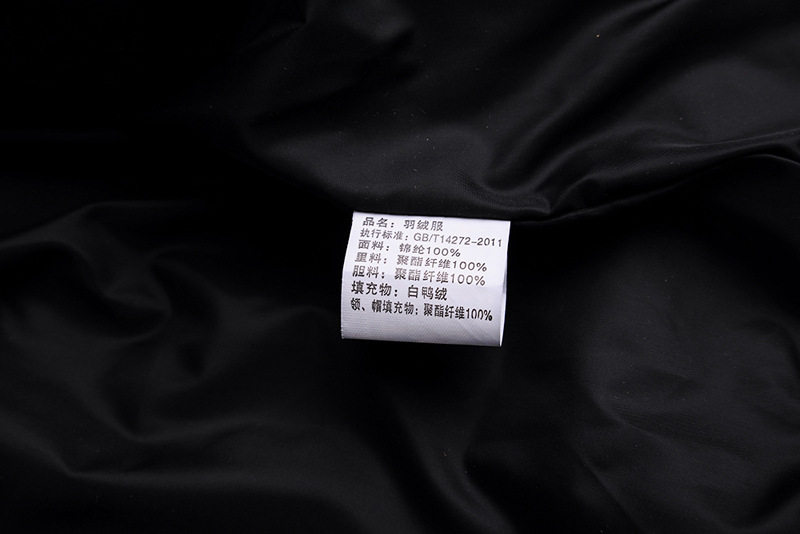 品名：羽绒服
执行标准：GB/T14272-2011
面料：锦纶100%
里料：聚酯纤维100%
胆料：聚酯纤维100%
填充物：白鸭绒
领、帽填充物：聚酯纤维100%